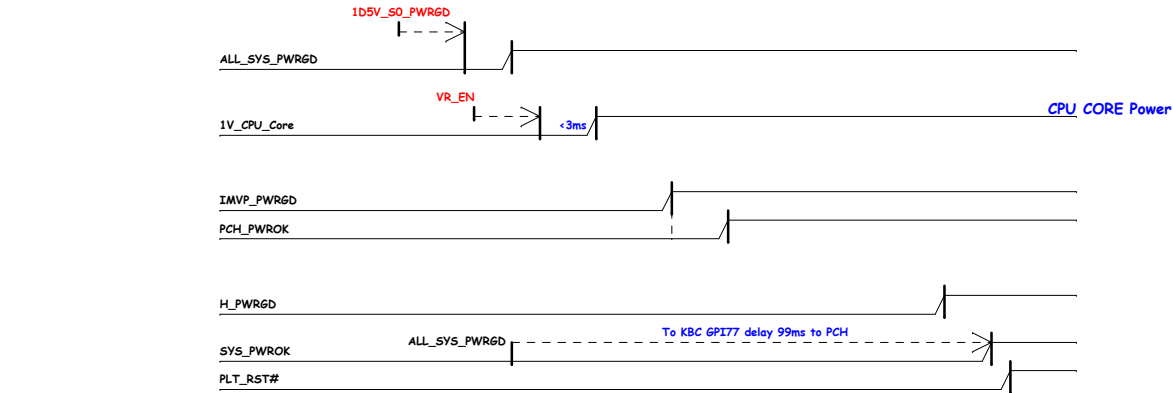 1D5V_S0_PWRGD
ALL_SYS_PWRGD
VR_EN
CPU CORE Power
1V_CPU_Core
<3ms
IMVP_PWRGD
PCH_PWROK
H_PWRGD
To KBC GPI77 delay 99ms to PCH
ALL_SYS_PWRGD
SYS_PWROK
PLT_RST#